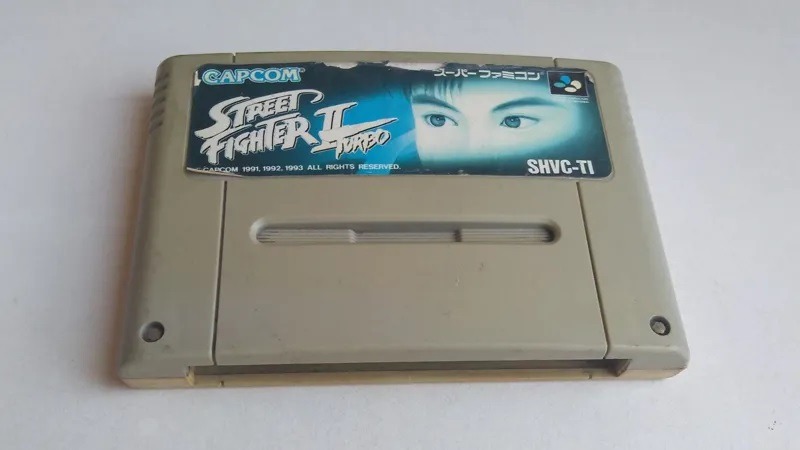 CAPCOM
スーパーファミコン
STREET
FIGHTER II
TURBO
©CAPCOM 1991, 1992, 1993 ALL RIGHTS RESERVED.
SHVC-TI